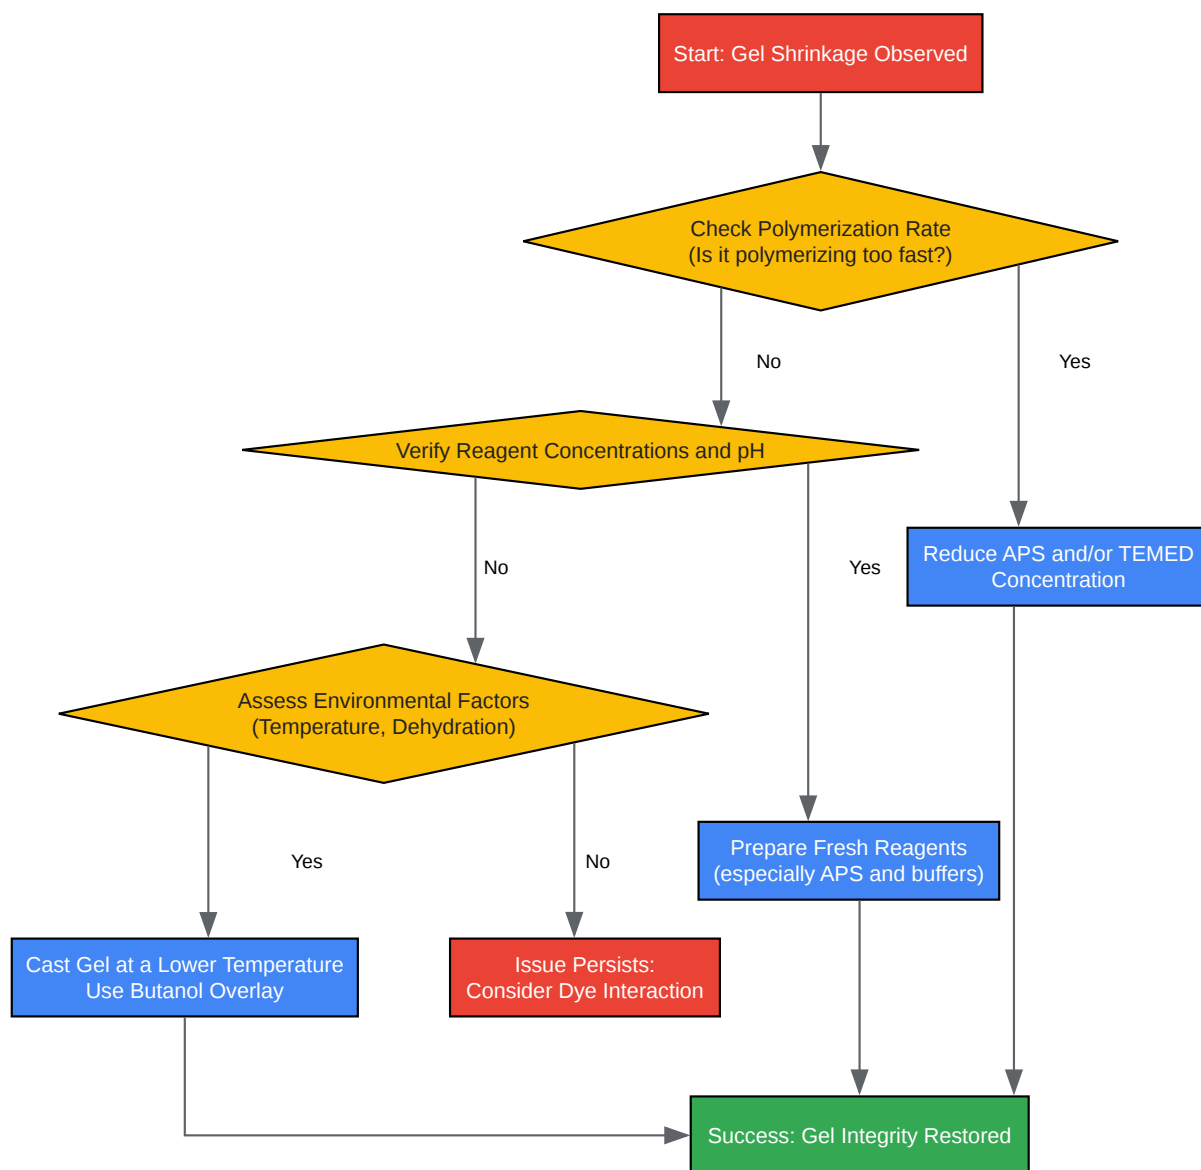 Start: Gel Shrinkage Observed
Check Polymerization Rate
(Is it polymerizing too fast?)
No
Yes
Verify Reagent Concentrations and pH
Reduce APS and/or TEMED
Concentration
No
Yes
Assess Environmental Factors
(Temperature, Dehydration)
Prepare Fresh Reagents
(especially APS and buffers)
Yes
No
Cast Gel at a Lower Temperature
Use Butanol Overlay
Issue Persists:
Consider Dye Interaction
Success: Gel Integrity Restored